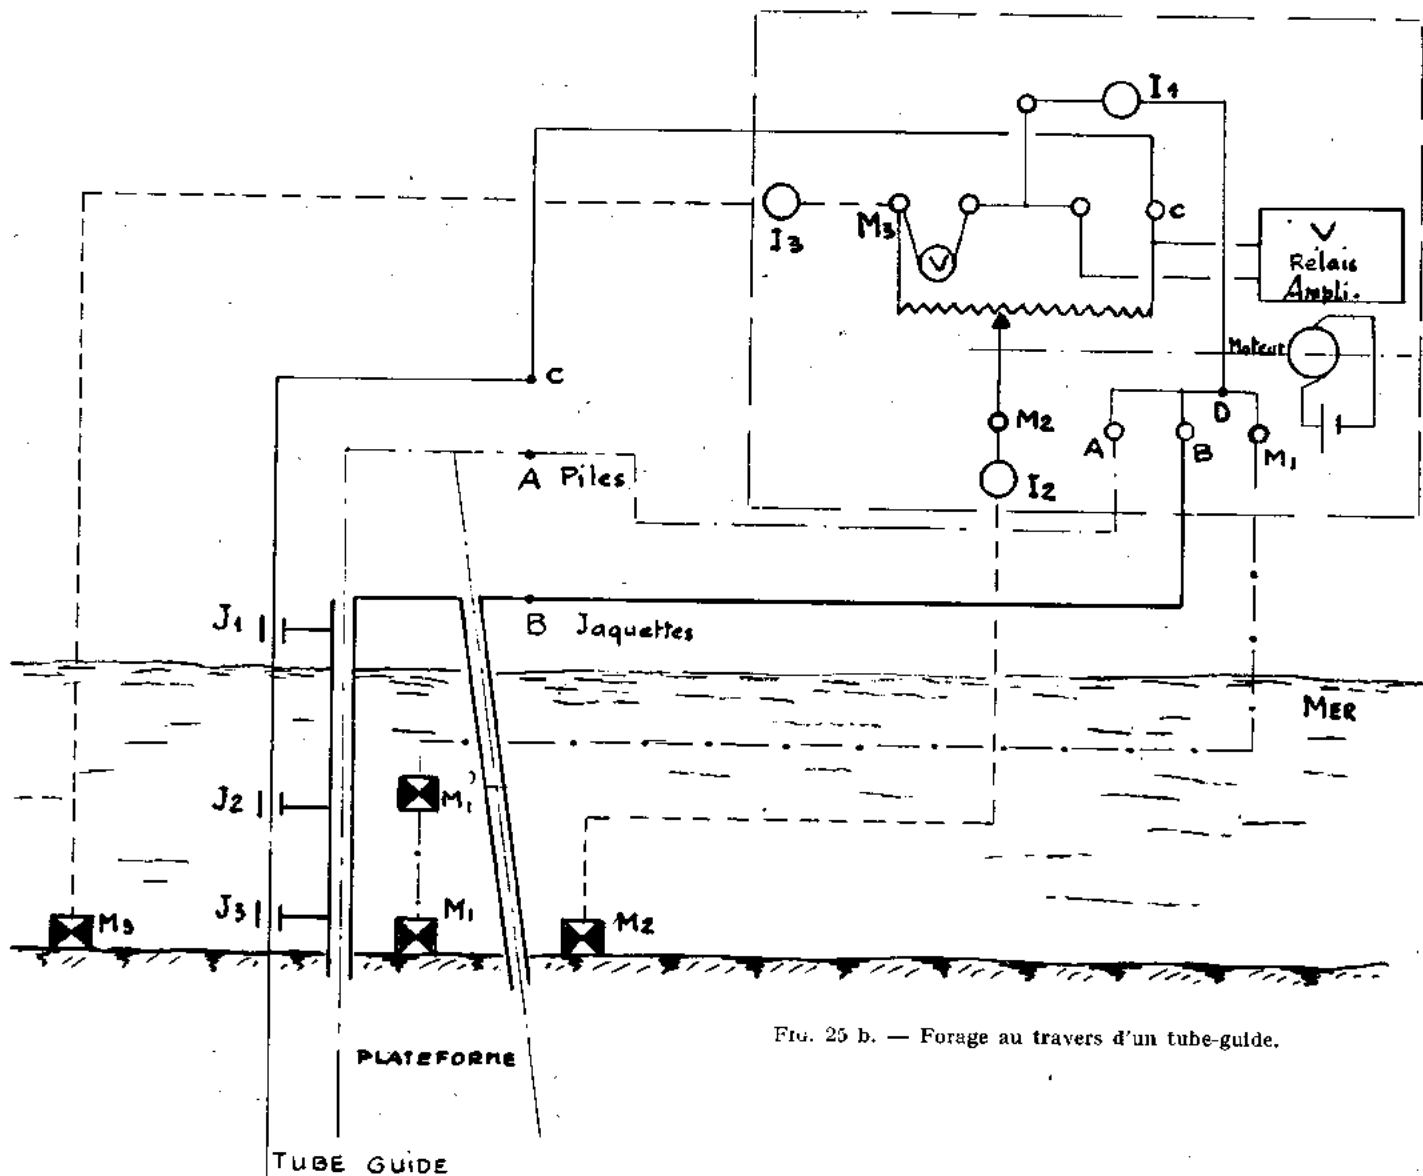 I1
I3
M3
C
V
V
Relais
Ampli.
Moteur
C
M2
D
A
B
M1
A Piles
I2
J1
B Jaquettes
MER
J2
M1'
J3
M3
M1
M2
FIG. 25 b. — Forage au travers d'un tube-guide.
PLATEFORME
TUBE GUIDE